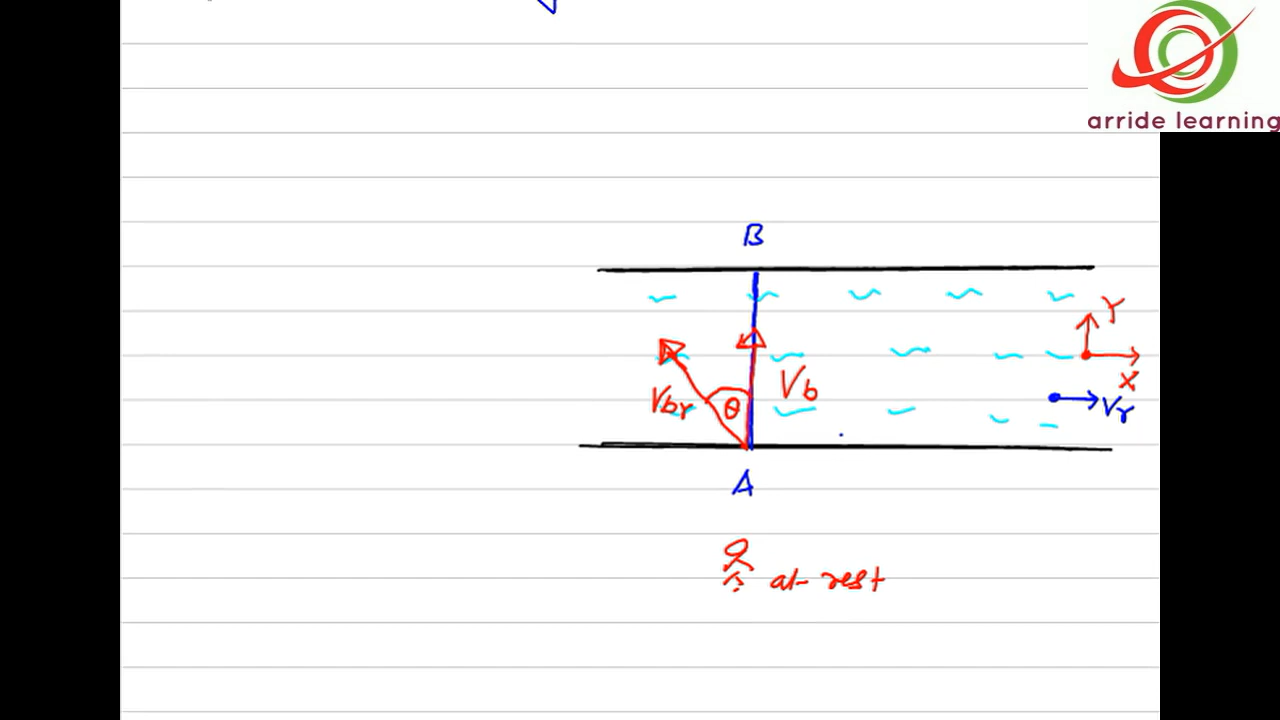 arride learning
B
Y
X
Vbr
θ
Vb
Vr
A
at rest